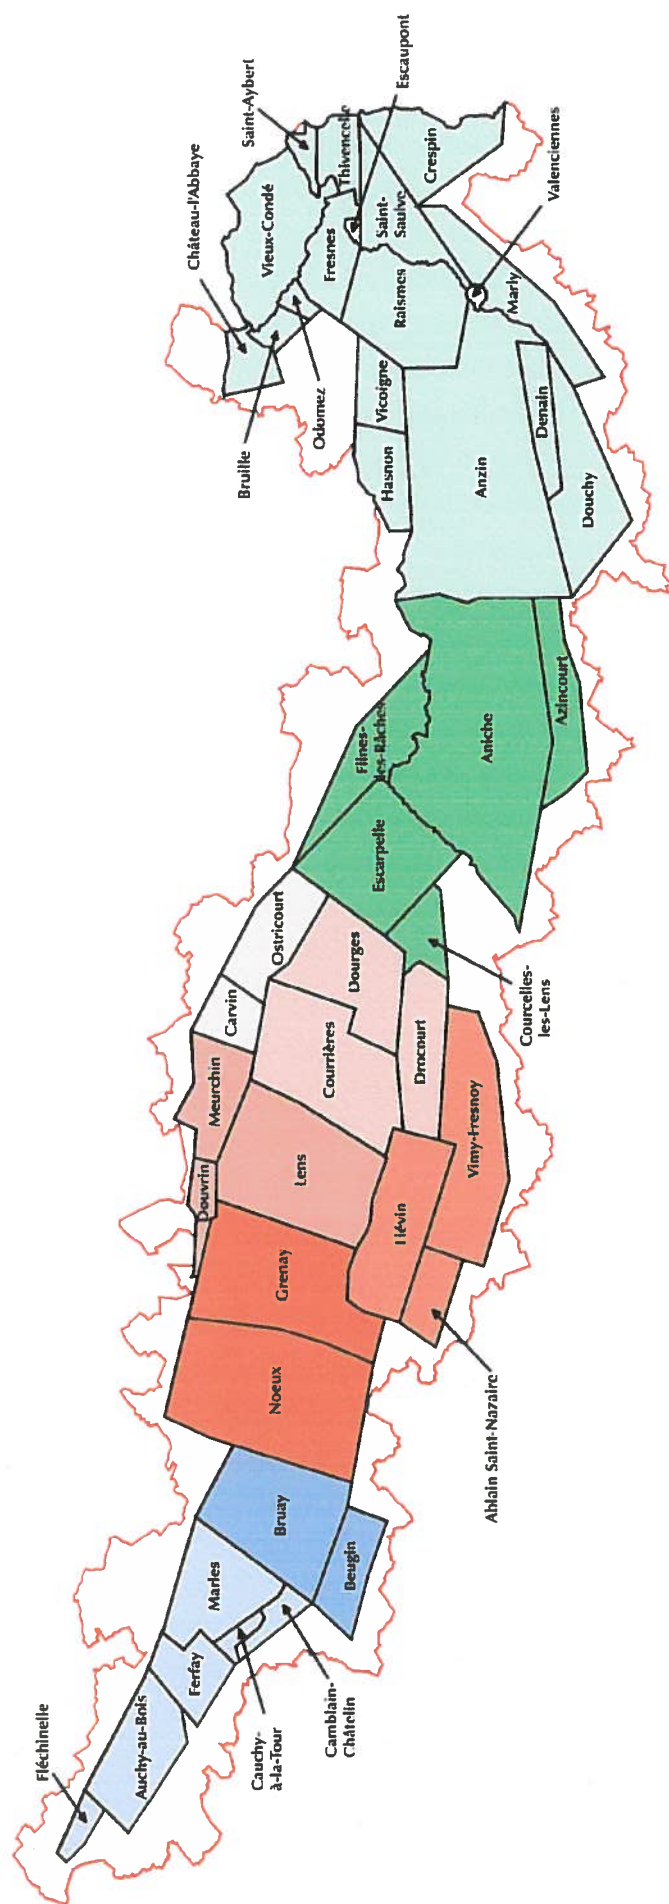 Fléchinelle
Auchy-au-Bois
Ferfay
Marles
Cauchy-
à-la-Tour
Camblain-
Châtelin
Bruay
Beugin
Noeux
Grenay
Ablain Saint-Nazaire
Douvrin
Meurchin
Lens
Liévin
Vimy-Fresnoy
Carvin
Courrières
Drocourt
Ostricourt
Dourges
Courcelles-
les-Lens
Escarpelle
Flines-
les-Râches
Aniche
Azincourt
Hasnon
Vicoigne
Anzin
Denain
Douchy
Raismes
Marly
Valenciennes
Château-l'Abbaye
Bruille
Odomez
Vieux-Condé
Fresnes
Saint-Aybert
Thivencelle
Escaupont
Saint-
Saulve
Crespin